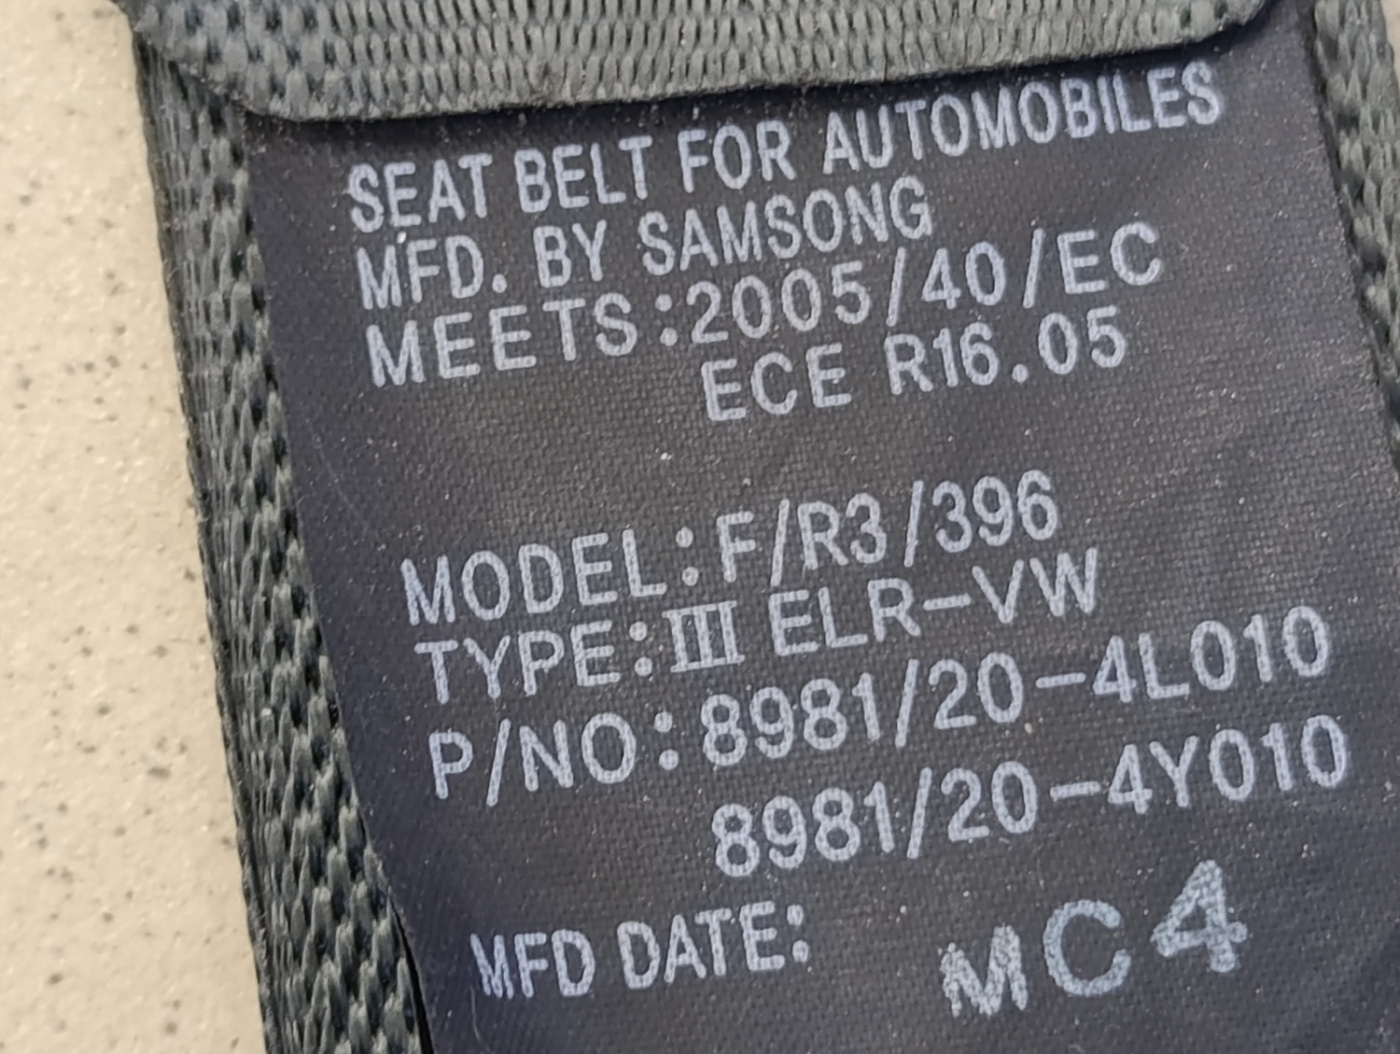 SEAT BELT FOR AUTOMOBILES
MFD. BY SAMSONG
MEETS:2005/40/EC
ECE R16.05
MODEL:F/R3/396
TYPE:Ⅲ ELR-VW
P/NO:8981/20-4L010
8981/20-4Y010
MFD DATE: MC4